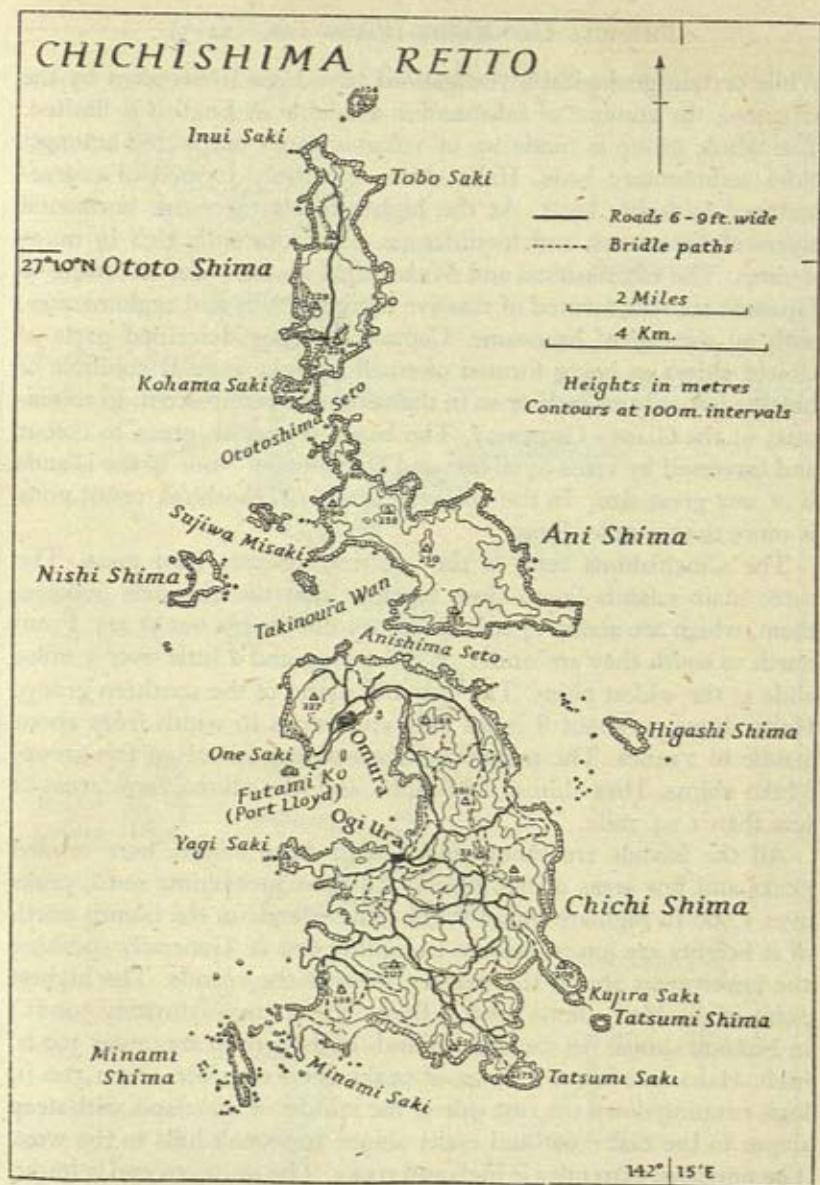 CHICHISHIMA RETTO
Inui Saki
Tobo Saki
Roads 6-9 ft. wide
Bridle paths
27°10'N Ototo Shima
2 Miles
4 Km.
Kohama Saki
Heights in metres
Contours at 100 m. intervals
Ototoshima Seto
Sujiwa Misaki
Ani Shima
Nishi Shima
Takinoura Wan
Anishima Seto
Higashi Shima
One Saki
Omura
Futami Ko
(Port Lloyd)
Ogi Ura
Yagi Saki
Chichi Shima
Kujira Saki
Tatsumi Shima
Minami
Shima
Minami Saki
Tatsumi Saki
142° 15'E